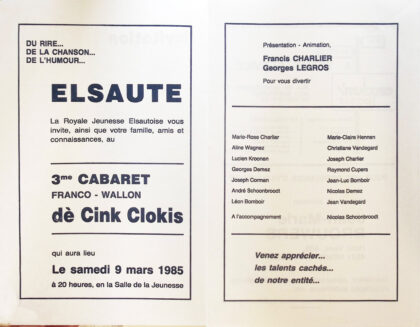 DU RIRE...
DE LA CHANSON...
DE L'HUMOUR...
ELSAUTE
La Royale Jeunesse Elsautoise vous
invite, ainsi que votre famille, amis et
connaissances, au
3me CABARET
FRANCO - WALLON
dè Cink Clokis
qui aura lieu
Le samedi 9 mars 1985
à 20 heures, en la Salle de la Jeunesse
Présentation - Animation,
Francis CHARLIER
Georges LEGROS
Pour vous divertir
Marie-Rose Charlier
Aline Wagnez
Lucien Kroonen
Georges Demez
Joseph Corman
André Schoonbroodt
Léon Bomboir
Marie-Claire Hennen
Christiane Vandegard
Joseph Charlier
Raymond Cupers
Jean-Luc Bomboir
Nicolas Demez
Jean Vandegard
A l'accompagnement
Nicolas Schoonbroodt
Venez apprécier...
les talents cachés...
de notre entité...